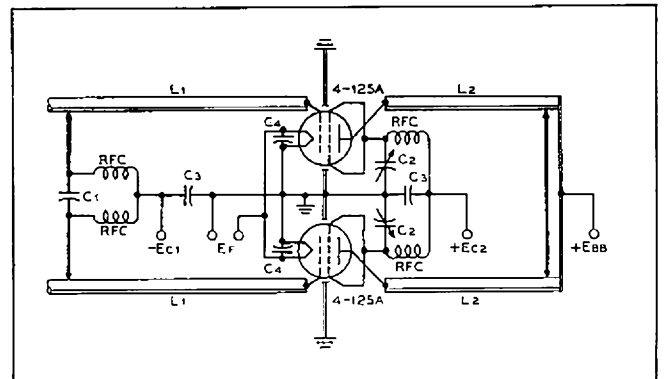 L1
4-125A
L2
C4
RFC
RFC
C2
C1
C3
C3
RFC
C2
-EC1
EF
C4
RFC
+EC2
+EBB
L1
4-125A
L2